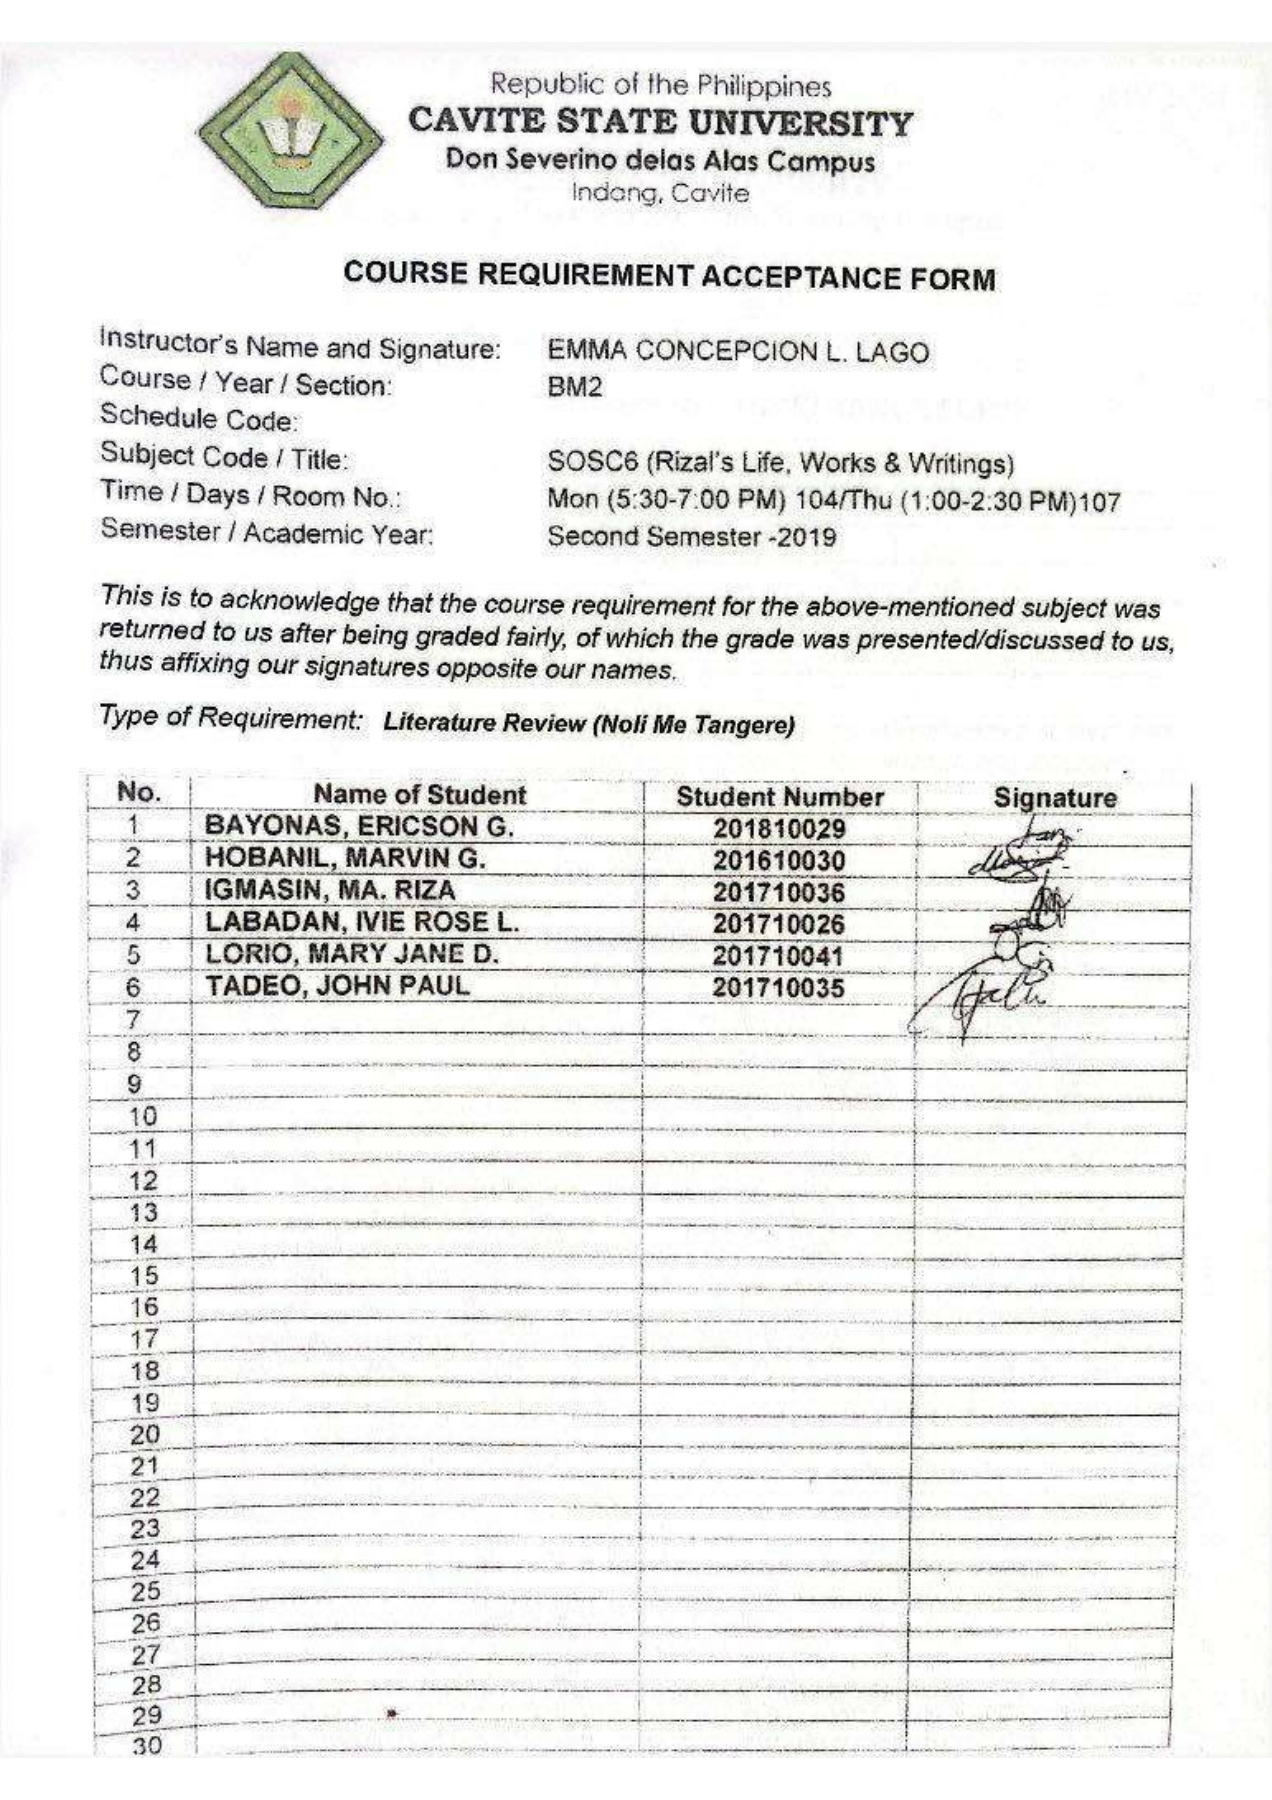 Republic of the Philippines
CAVITE STATE UNIVERSITY
Don Severino delas Alas Campus
Indang, Cavite
COURSE REQUIREMENT ACCEPTANCE FORM
Instructor's Name and Signature: EMMA CONCEPCION L. LAGO
Course / Year / Section: BM2
Schedule Code:
Subject Code / Title: SOSC6 (Rizal's Life, Works & Writings)
Time / Days / Room No.: Mon (5:30-7:00 PM) 104/Thu (1:00-2:30 PM)107
Semester / Academic Year: Second Semester -2019
This is to acknowledge that the course requirement for the above-mentioned subject was
returned to us after being graded fairly, of which the grade was presented/discussed to us,
thus affixing our signatures opposite our names.
Type of Requirement: Literature Review (Noli Me Tangere)
No. Name of Student Student Number Signature
1 BAYONAS, ERICSON G. 201810029
2 HOBANIL, MARVIN G. 201610030
3 IGMASIN, MA. RIZA 201710036
4 LABADAN, IVIE ROSE L. 201710026
5 LORIO, MARY JANE D. 201710041
6 TADEO, JOHN PAUL 201710035
7
8
9
10
11
12
13
14
15
16
17
18
19
20
21
22
23
24
25
26
27
28
29
30